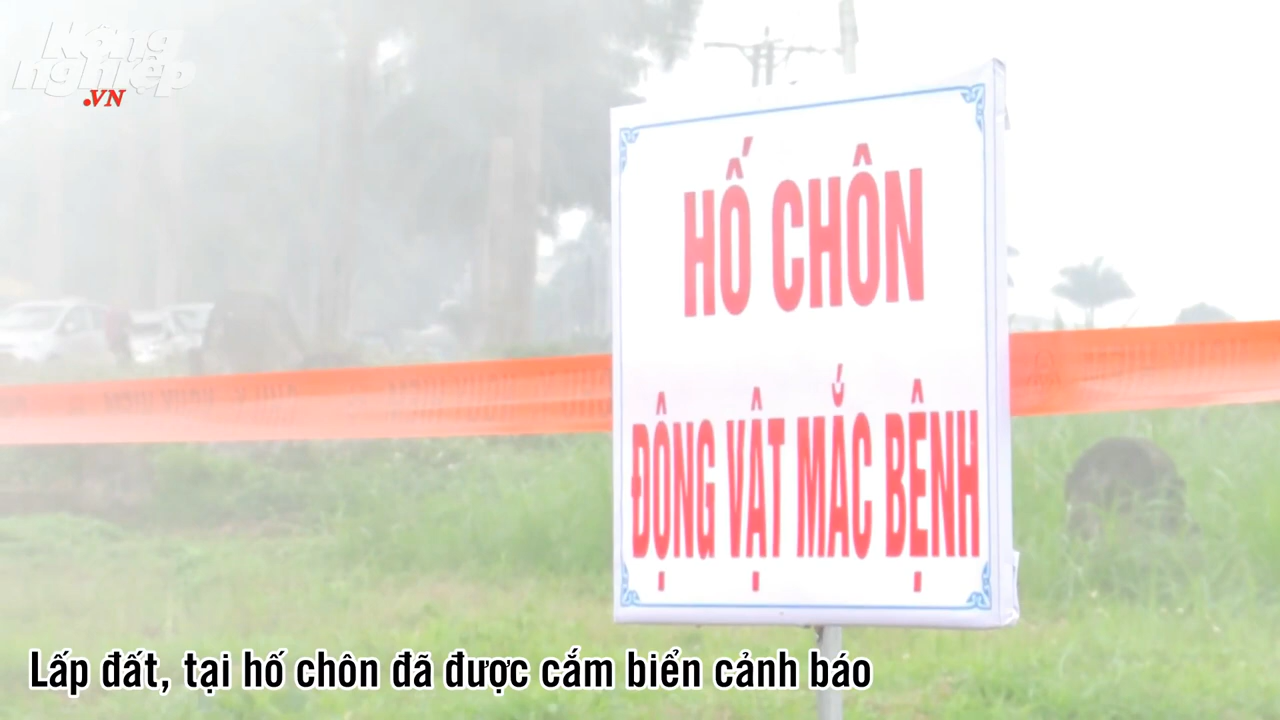 Nông
nghiệp
.VN
HỐ CHÔN
ĐỘNG VẬT MẮC BỆNH
Lấp đất, tại hố chôn đã được cắm biển cảnh báo